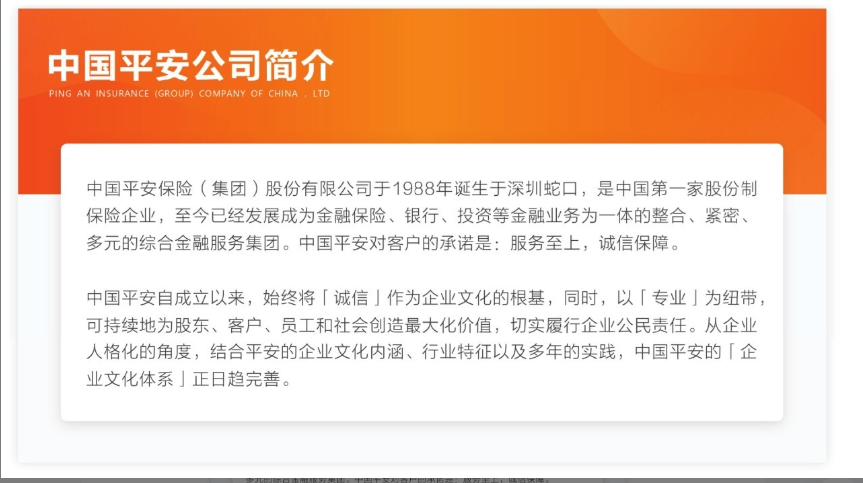 中国平安公司简介
PING AN INSURANCE (GROUP) COMPANY OF CHINA , LTD
中国平安保险（集团）股份有限公司于1988年诞生于深圳蛇口，是中国第一家股份制
保险企业，至今已经发展成为金融保险、银行、投资等金融业务为一体的整合、紧密、
多元的综合金融服务集团。中国平安对客户的承诺是：服务至上，诚信保障。
中国平安自成立以来，始终将「诚信」作为企业文化的根基，同时，以「专业」为纽带，
可持续地为股东、客户、员工和社会创造最大化价值，切实履行企业公民责任。从企业
人格化的角度，结合平安的企业文化内涵、行业特征以及多年的实践，中国平安的「企
业文化体系」正日趋完善。